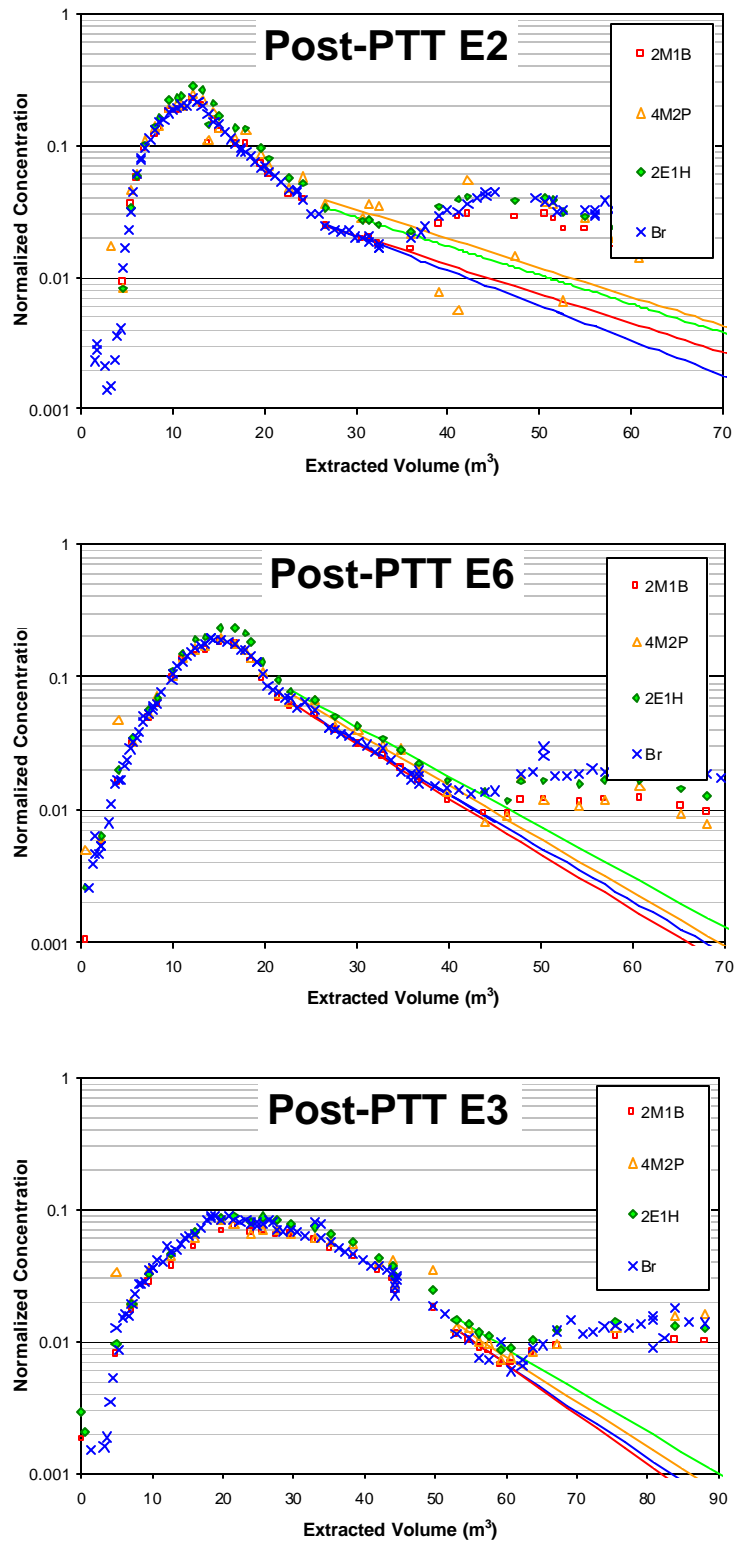 Post-PTT E2
Normalized Concentration
1
0.1
0.01
0.001
2M1B
4M2P
2E1H
Br
0 10 20 30 40 50 60 70
Extracted Volume (m³)
Post-PTT E6
Normalized Concentration
1
0.1
0.01
0.001
2M1B
4M2P
2E1H
Br
0 10 20 30 40 50 60 70
Extracted Volume (m³)
Post-PTT E3
Normalized Concentration
1
0.1
0.01
0.001
2M1B
4M2P
2E1H
Br
0 10 20 30 40 50 60 70 80 90
Extracted Volume (m³)